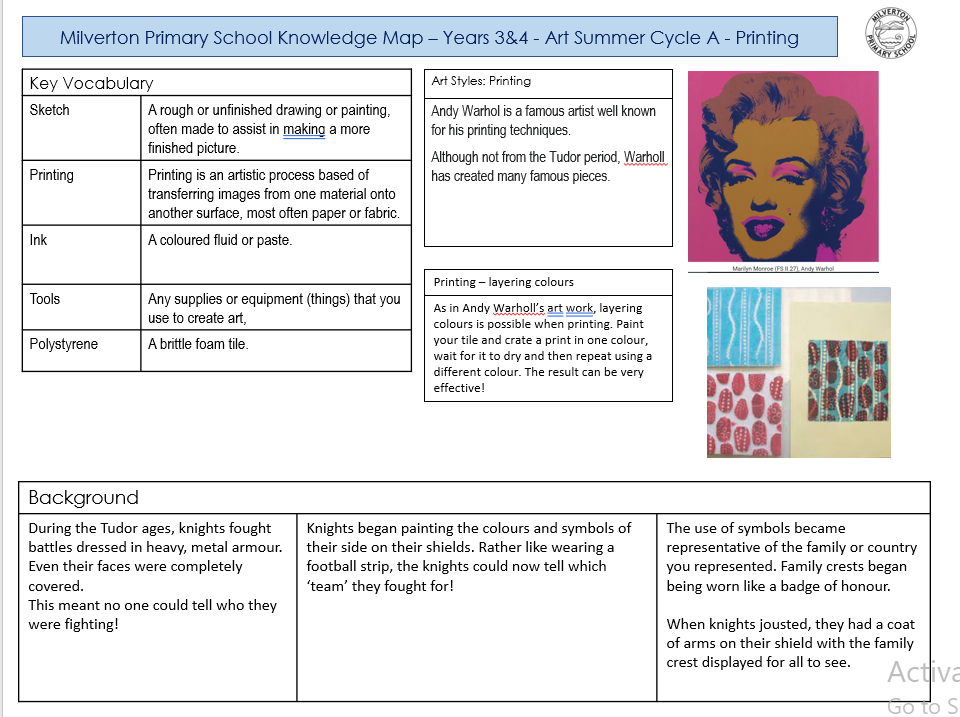 Milverton Primary School Knowledge Map – Years 3&4 - Art Summer Cycle A - Printing
MILVERTON
PRIMARY SCHOOL
Key Vocabulary
Sketch
A rough or unfinished drawing or painting,
often made to assist in making a more
finished picture.
Printing
Printing is an artistic process based of
transferring images from one material onto
another surface, most often paper or fabric.
Ink
A coloured fluid or paste.
Tools
Any supplies or equipment (things) that you
use to create art,
Polystyrene
A brittle foam tile.
Art Styles: Printing
Andy Warhol is a famous artist well known
for his printing techniques.
Although not from the Tudor period, Warholl
has created many famous pieces.
Marilyn Monroe (FS II.27), Andy Warhol
Printing – layering colours
As in Andy Warholl’s art work, layering
colours is possible when printing. Paint
your tile and crate a print in one colour,
wait for it to dry and then repeat using a
different colour. The result can be very
effective!
Background
During the Tudor ages, knights fought
battles dressed in heavy, metal armour.
Even their faces were completely
covered.
This meant no one could tell who they
were fighting!
Knights began painting the colours and symbols of
their side on their shields. Rather like wearing a
football strip, the knights could now tell which
‘team’ they fought for!
The use of symbols became
representative of the family or country
you represented. Family crests began
being worn like a badge of honour.
When knights jousted, they had a coat
of arms on their shield with the family
crest displayed for all to see.
Activa
Go to S